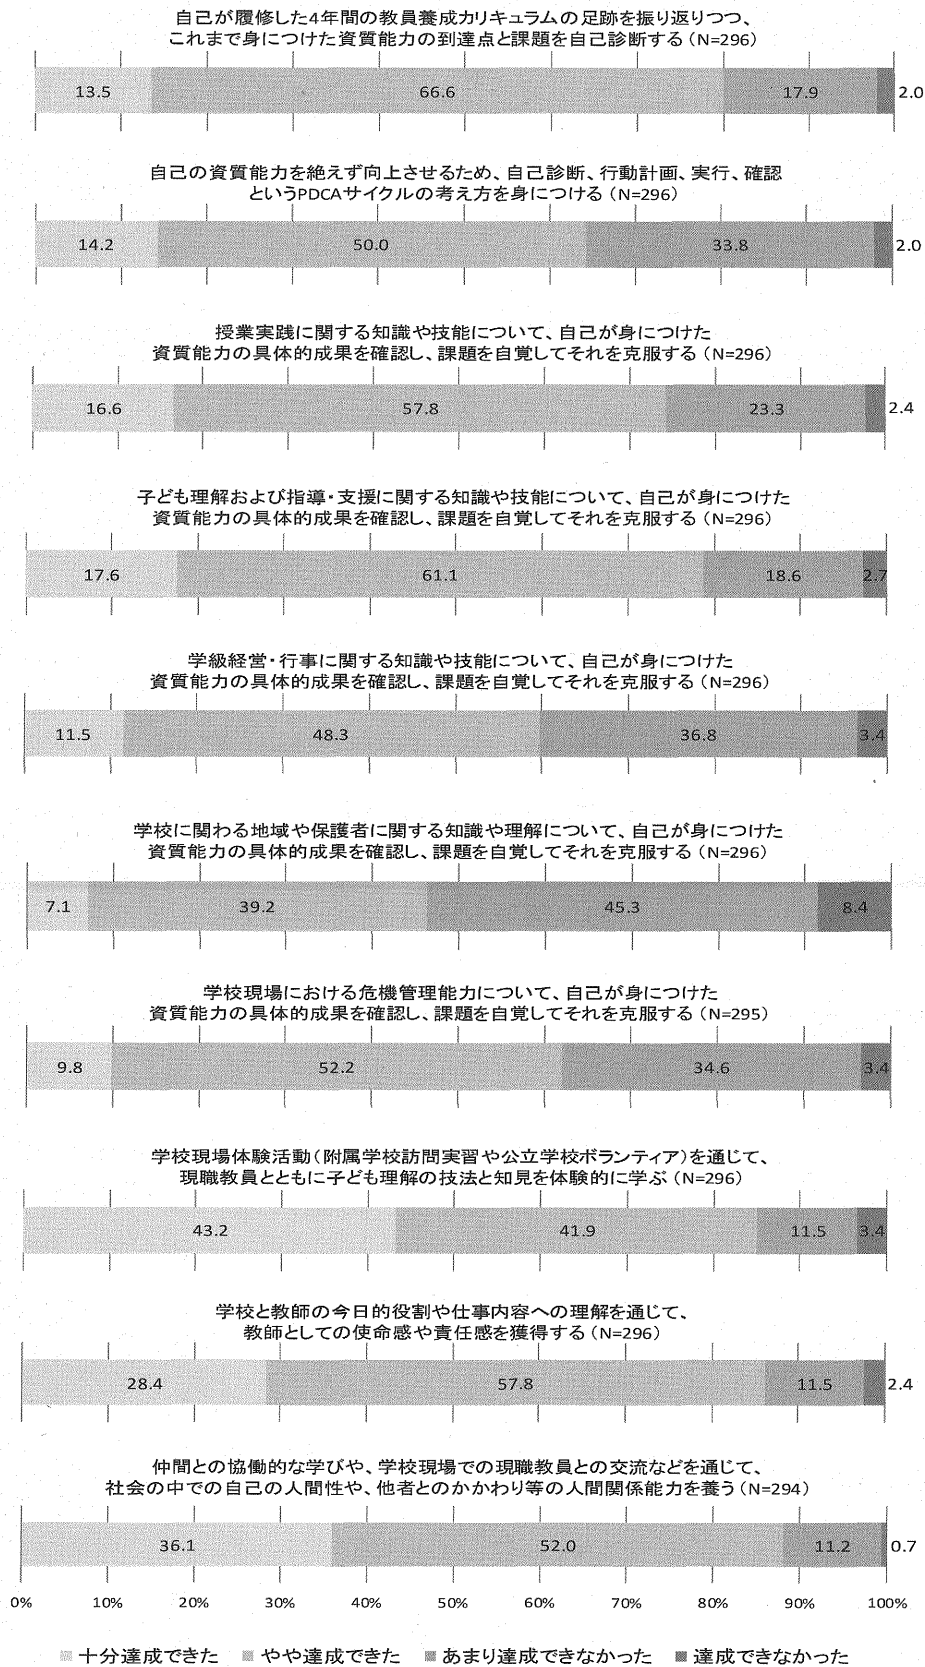 自己が履修した4年間の教員養成カリキュラムの足跡を振り返りつつ、
これまで身につけた資質能力の到達点と課題を自己診断する（N=296）
13.5 66.6 17.9 2.0
自己の資質能力を絶えず向上させるため、自己診断、行動計画、実行、確認
というPDCAサイクルの考え方を身につける（N=296）
14.2 50.0 33.8 2.0
授業実践に関する知識や技能について、自己が身につけた
資質能力の具体的成果を確認し、課題を自覚してそれを克服する（N=296）
16.6 57.8 23.3 2.4
子ども理解および指導・支援に関する知識や技能について、自己が身につけた
資質能力の具体的成果を確認し、課題を自覚してそれを克服する（N=296）
17.6 61.1 18.6 2.7
学級経営・行事に関する知識や技能について、自己が身につけた
資質能力の具体的成果を確認し、課題を自覚してそれを克服する（N=296）
11.5 48.3 36.8 3.4
学校に関わる地域や保護者に関する知識や理解について、自己が身につけた
資質能力の具体的成果を確認し、課題を自覚してそれを克服する（N=296）
7.1 39.2 45.3 8.4
学校現場における危機管理能力について、自己が身につけた
資質能力の具体的成果を確認し、課題を自覚してそれを克服する（N=295）
9.8 52.2 34.6 3.4
学校現場体験活動（附属学校訪問実習や公立学校ボランティア）を通じて、
現職教員とともに子ども理解の技法と知見を体験的に学ぶ（N=296）
43.2 41.9 11.5 3.4
学校と教師の今日的役割や仕事内容への理解を通じて、
教師としての使命感や責任感を獲得する（N=296）
28.4 57.8 11.5 2.4
仲間との協働的な学びや、学校現場での現職教員との交流などを通じて、
社会の中での自己の人間性や、他者とのかかわり等の人間関係能力を養う（N=294）
36.1 52.0 11.2 0.7
0% 10% 20% 30% 40% 50% 60% 70% 80% 90% 100%
十分達成できた やや達成できた あまり達成できなかった 達成できなかった